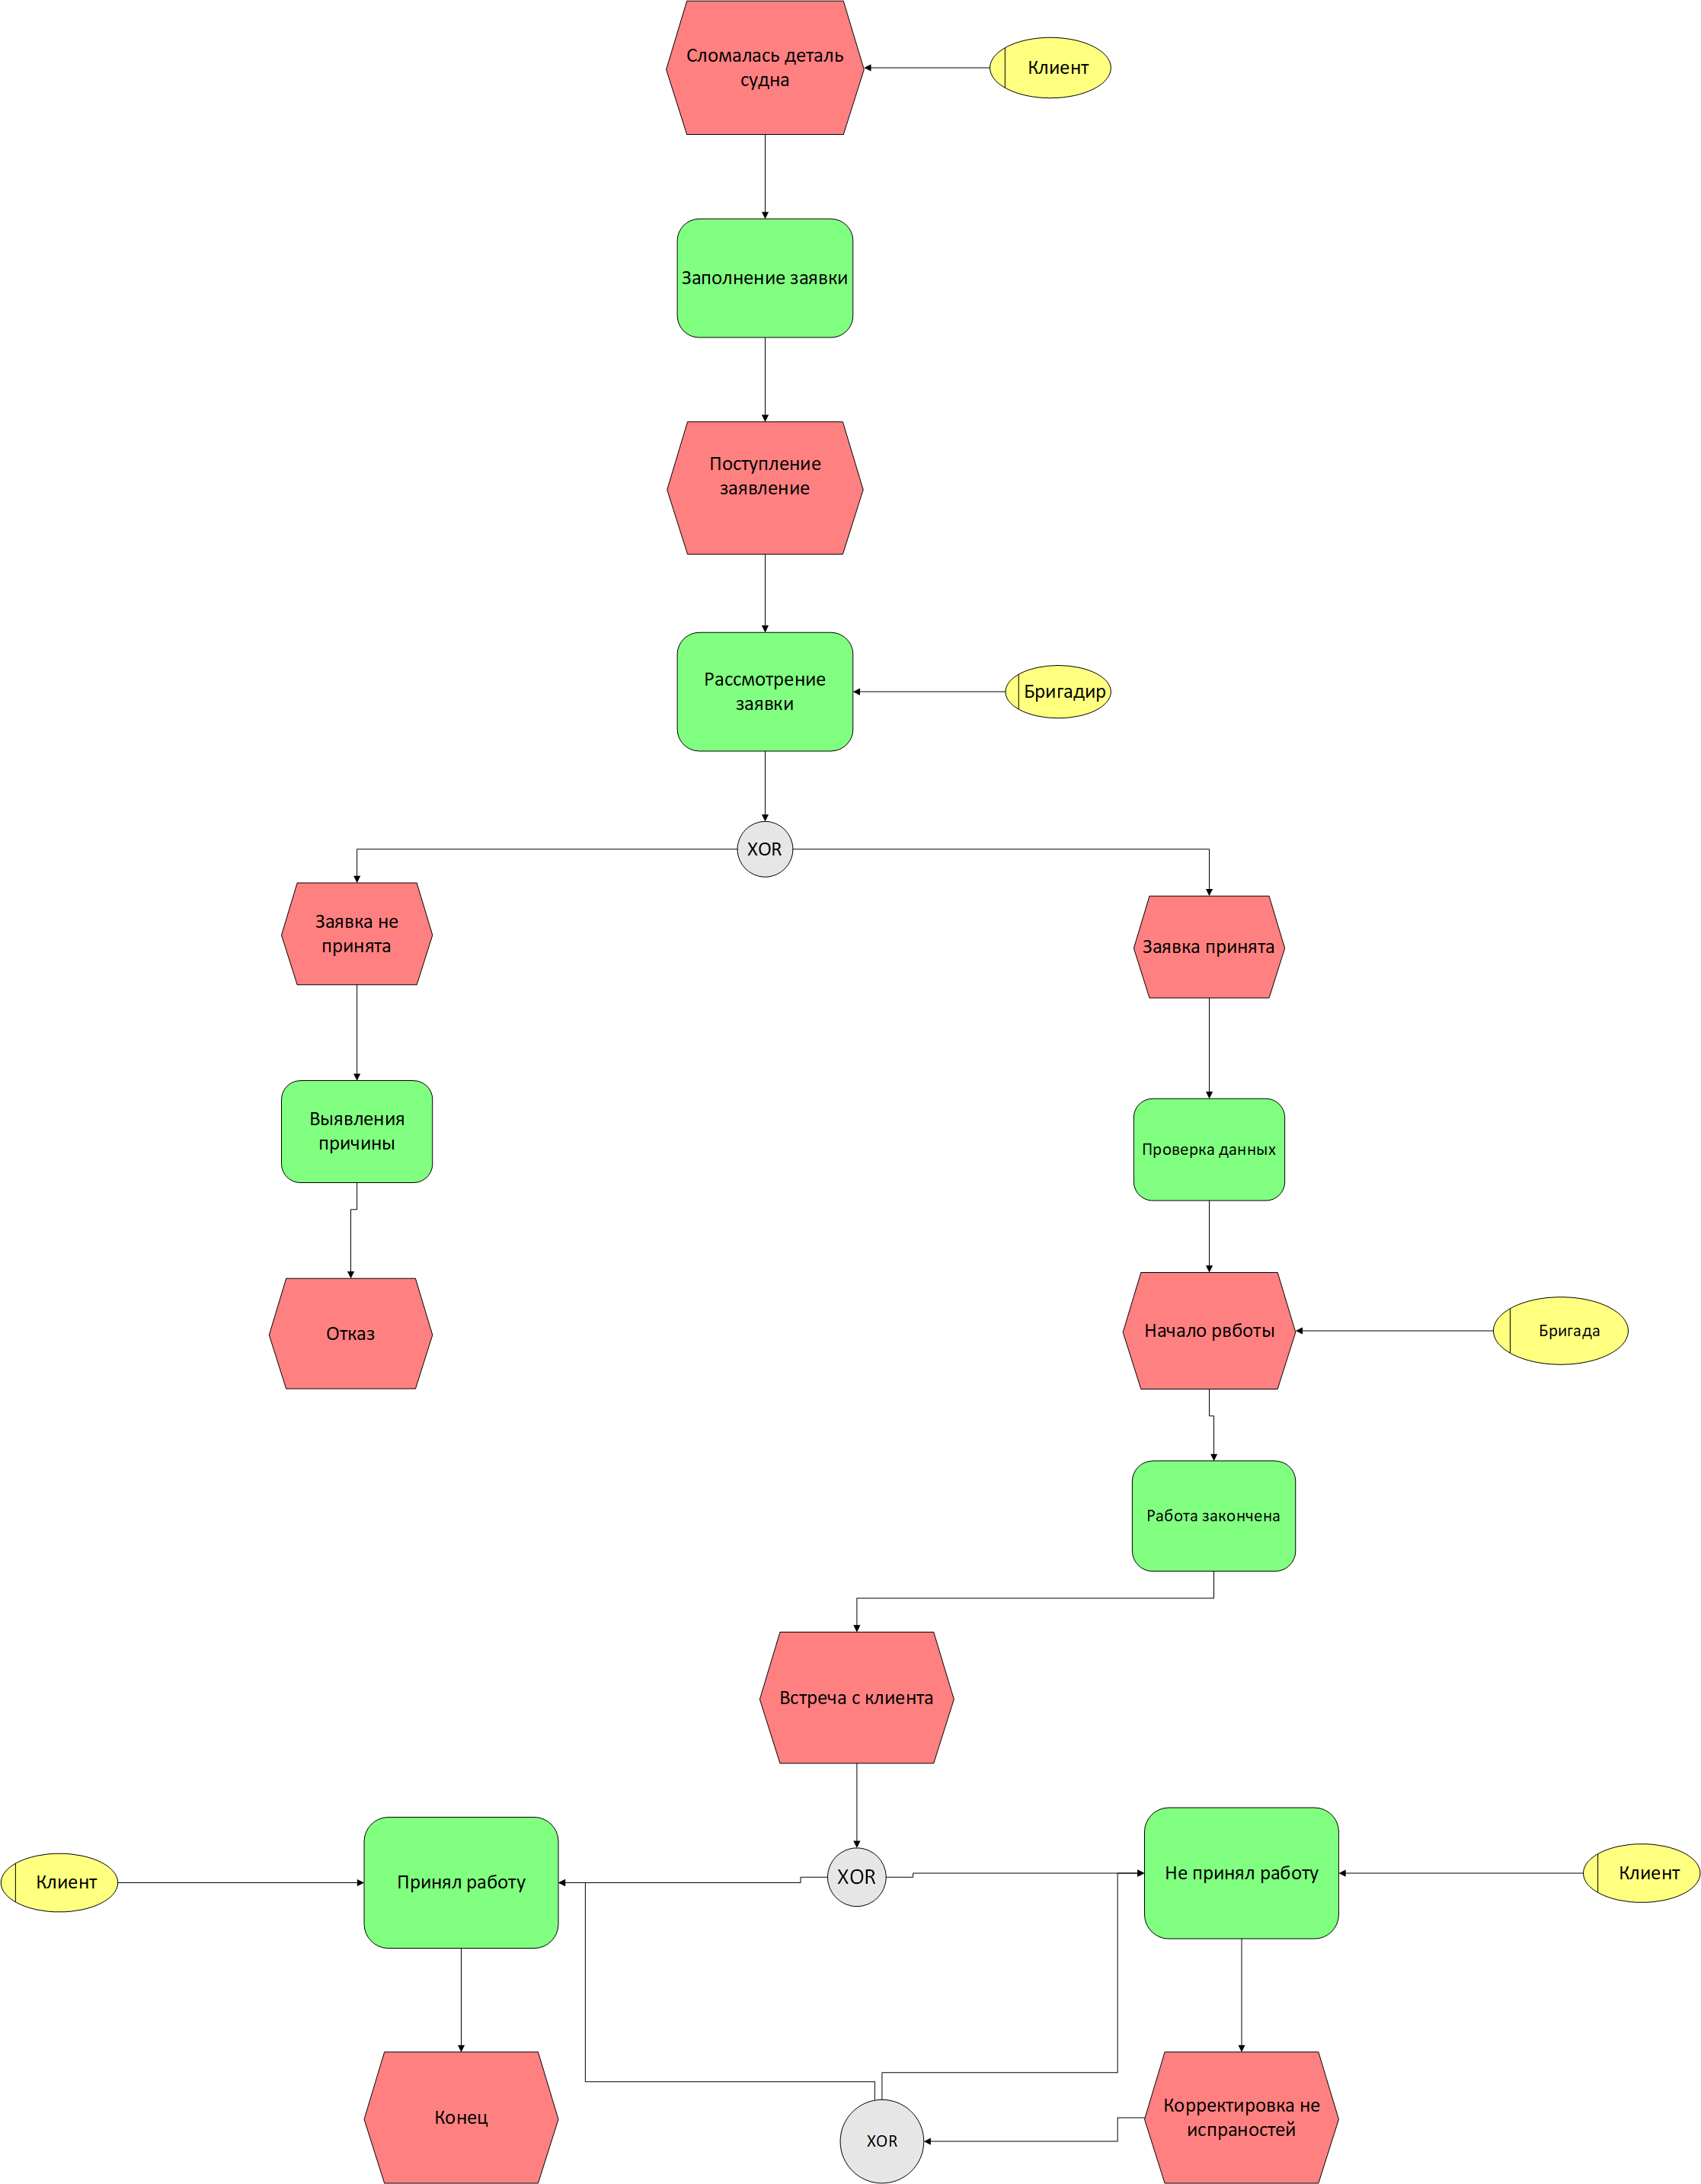 Сломалась деталь
судна
Клиент
Заполнение заявки
Поступление
заявление
Рассмотрение
заявки
Бригадир
XOR
Заявка не
принята
Заявка принята
Выявления
причины
Проверка данных
Отказ
Начало рвботы
Бригада
Работа закончена
Встреча с клиента
Клиент
Принял работу
XOR
Не принял работу
Клиент
Конец
XOR
Корректировка не
испраностей